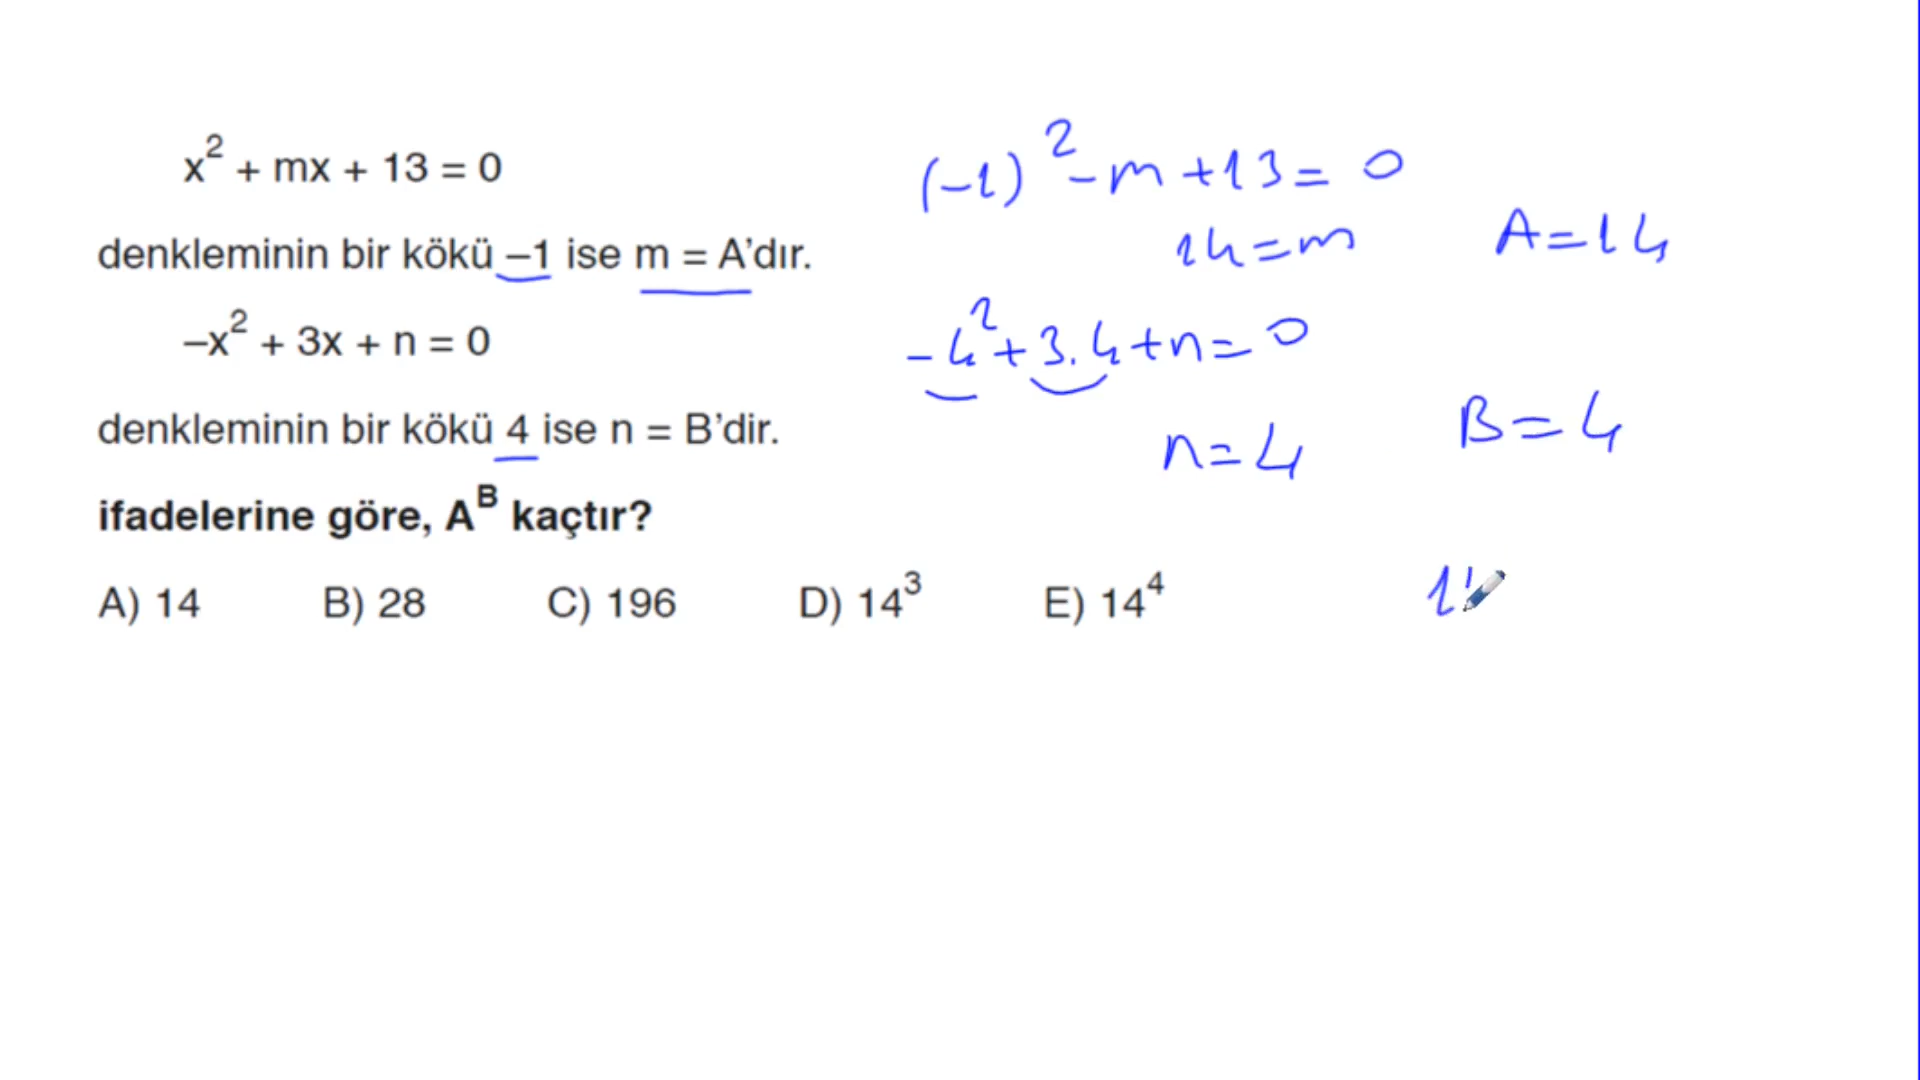 x² + mx + 13 = 0
denkleminin bir kökü –1 ise m = A’dır.
–x² + 3x + n = 0
denkleminin bir kökü 4 ise n = B’dir.
ifadelerine göre, Aᴮ kaçtır?
A) 14 B) 28 C) 196 D) 14³ E) 14⁴
(-1)² - m + 13 = 0
14 = m
A = 14
-4² + 3.4 + n = 0
n = 4
B = 4